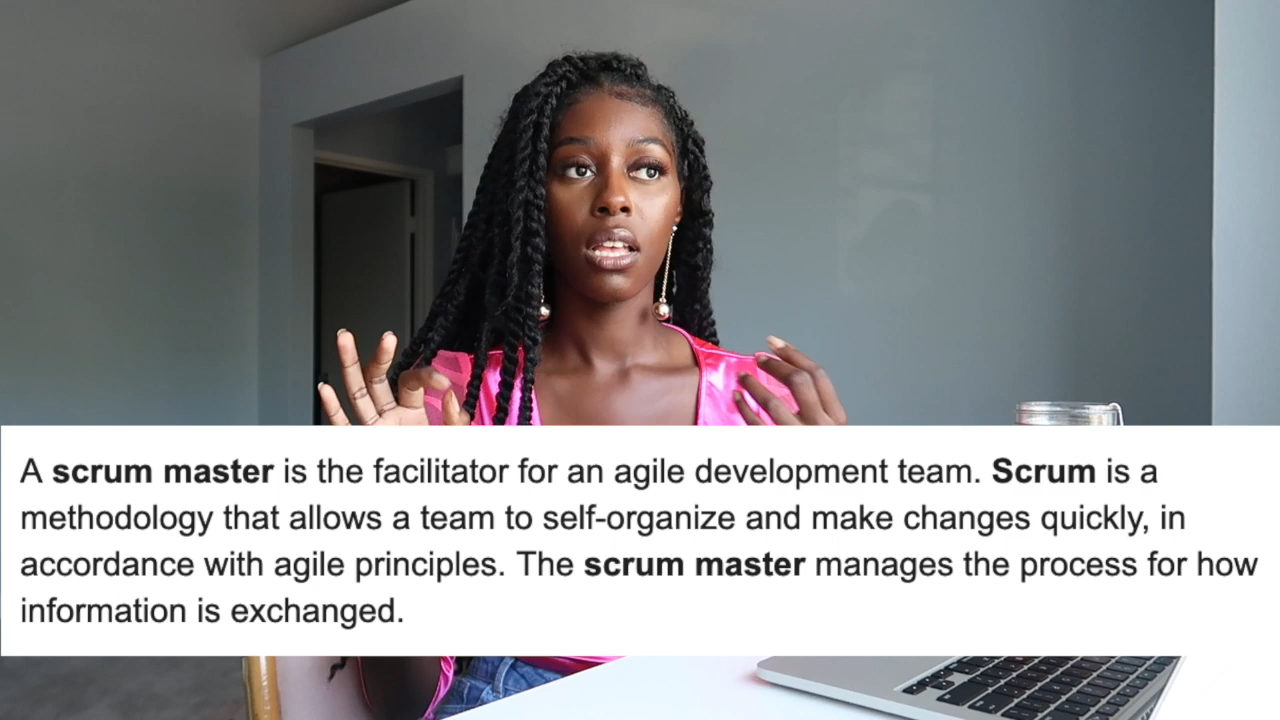 A scrum master is the facilitator for an agile development team. Scrum is a
methodology that allows a team to self-organize and make changes quickly, in
accordance with agile principles. The scrum master manages the process for how
information is exchanged.